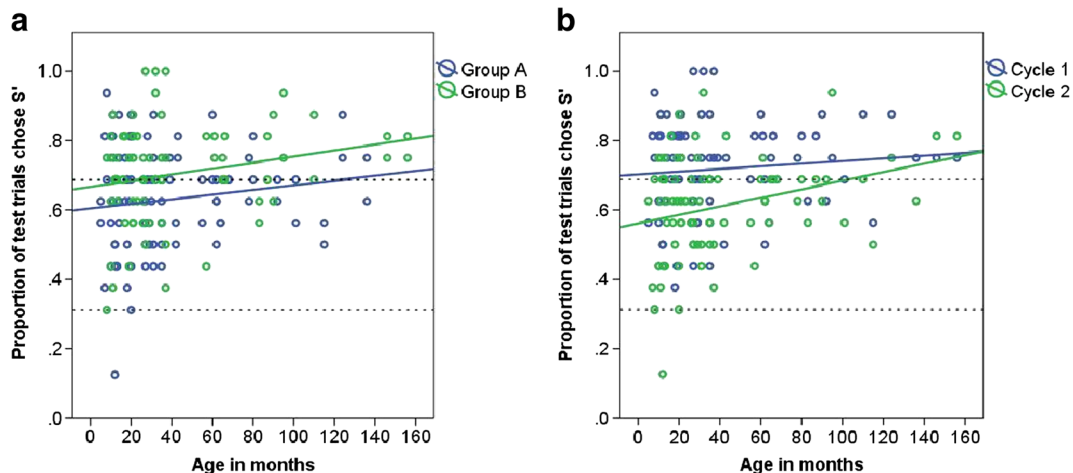 a
Proportion of test trials chose S'
1.0
.8
.6
.4
.2
.0
0 20 40 60 80 100 120 140 160
Age in months
Group A
Group B
b
Proportion of test trials chose S'
1.0
.8
.6
.4
.2
.0
0 20 40 60 80 100 120 140 160
Age in months
Cycle 1
Cycle 2